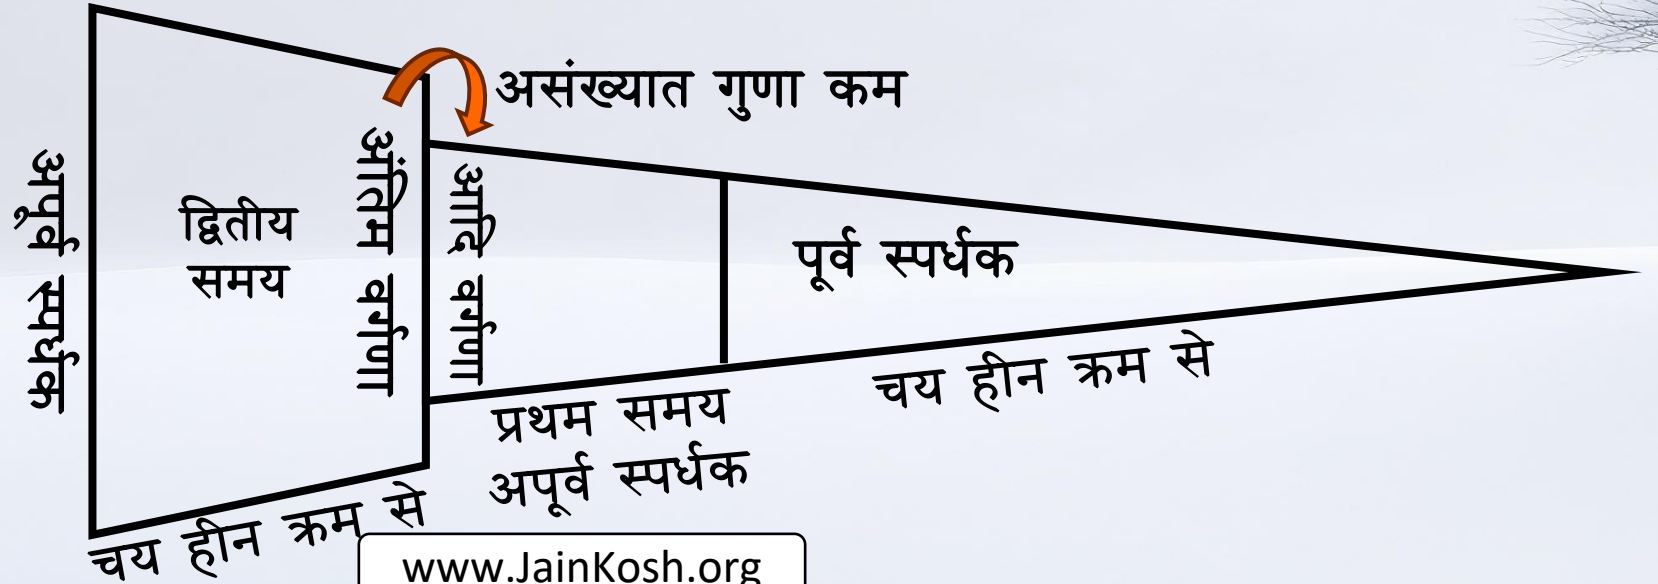 असंख्यात गुणा कम
अपूर्व स्पर्धक
द्वितीय
समय
अंतिम वर्गणा
आदि वर्गणा
पूर्व स्पर्धक
चय हीन क्रम से
प्रथम समय
अपूर्व स्पर्धक
चय हीन क्रम से
www.JainKosh.org